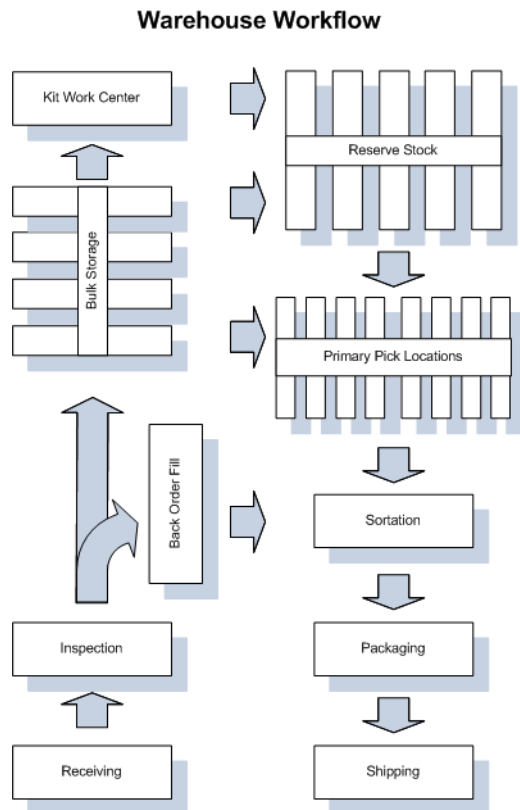 Warehouse Workflow
Kit Work Center
Reserve Stock
Bulk Storage
Primary Pick Locations
Back Order Fill
Sortation
Inspection
Packaging
Receiving
Shipping